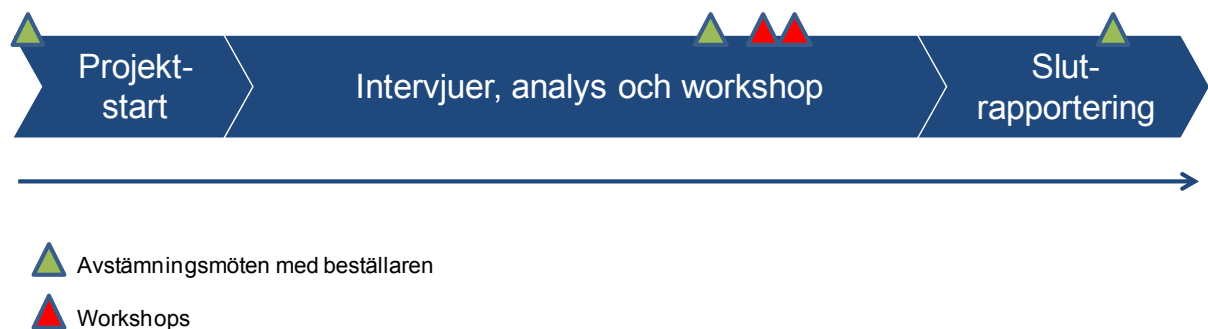 Projekt-
start
Intervjuer, analys och workshop
Slut-
rapportering
Avstämningsmöten med beställaren
Workshops